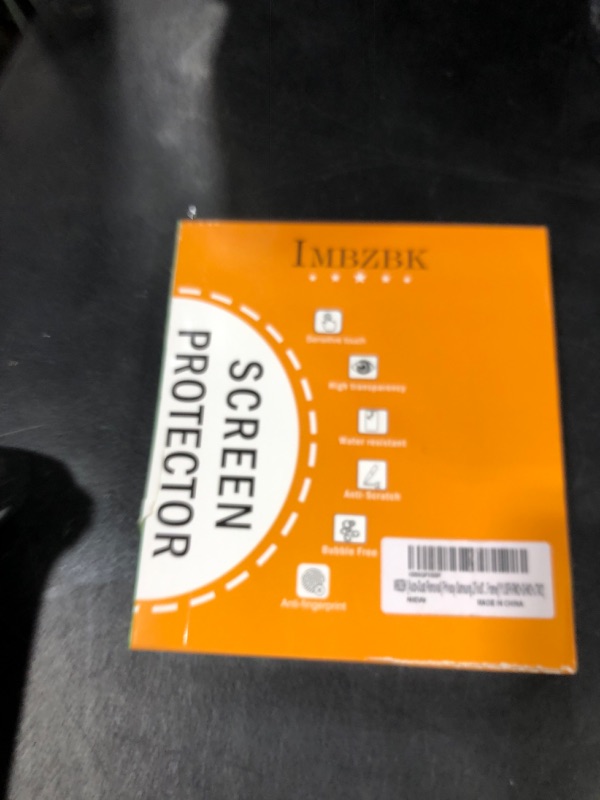 IMBZBK
SCREEN
PROTECTOR
Sensitive touch
High transparency
Water resistant
Anti-Scratch
Bubble Free
Anti-fingerprint
MADE IN CHINA